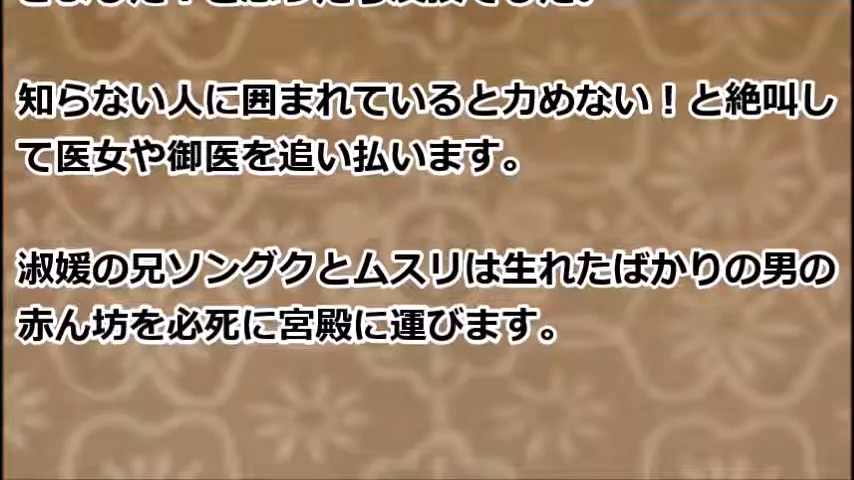 知らない人に囲まれていると力めない！と絶叫し
て医女や御医を追い払います。
淑媛の兄ソングクとムスリは生れたばかりの男の
赤ん坊を必死に宮殿に運びます。